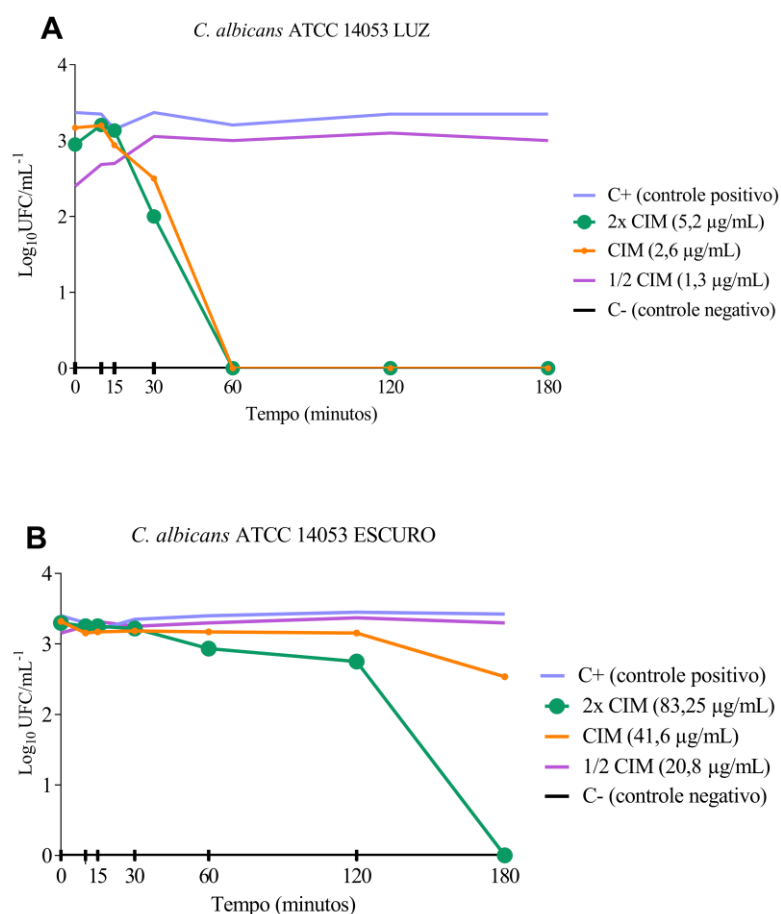 A
C. albicans ATCC 14053 LUZ
4
3
2
1
0
Log10UFC/mL-1
0
15
30
60
120
180
Tempo (minutos)
C+ (controle positivo)
2x CIM (5,2 µg/mL)
CIM (2,6 µg/mL)
1/2 CIM (1,3 µg/mL)
C- (controle negativo)
B
C. albicans ATCC 14053 ESCURO
4
3
2
1
0
Log10 UFC/mL-1
0
15
30
60
120
180
Tempo (minutos)
C+ (controle positivo)
2x CIM (83,25 µg/mL)
CIM (41,6 µg/mL)
1/2 CIM (20,8 µg/mL)
C- (controle negativo)